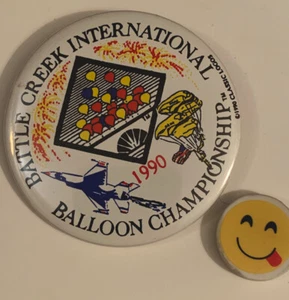 BATTLE CREEK INTERNATIONAL
BALLOON CHAMPIONSHIP
1990